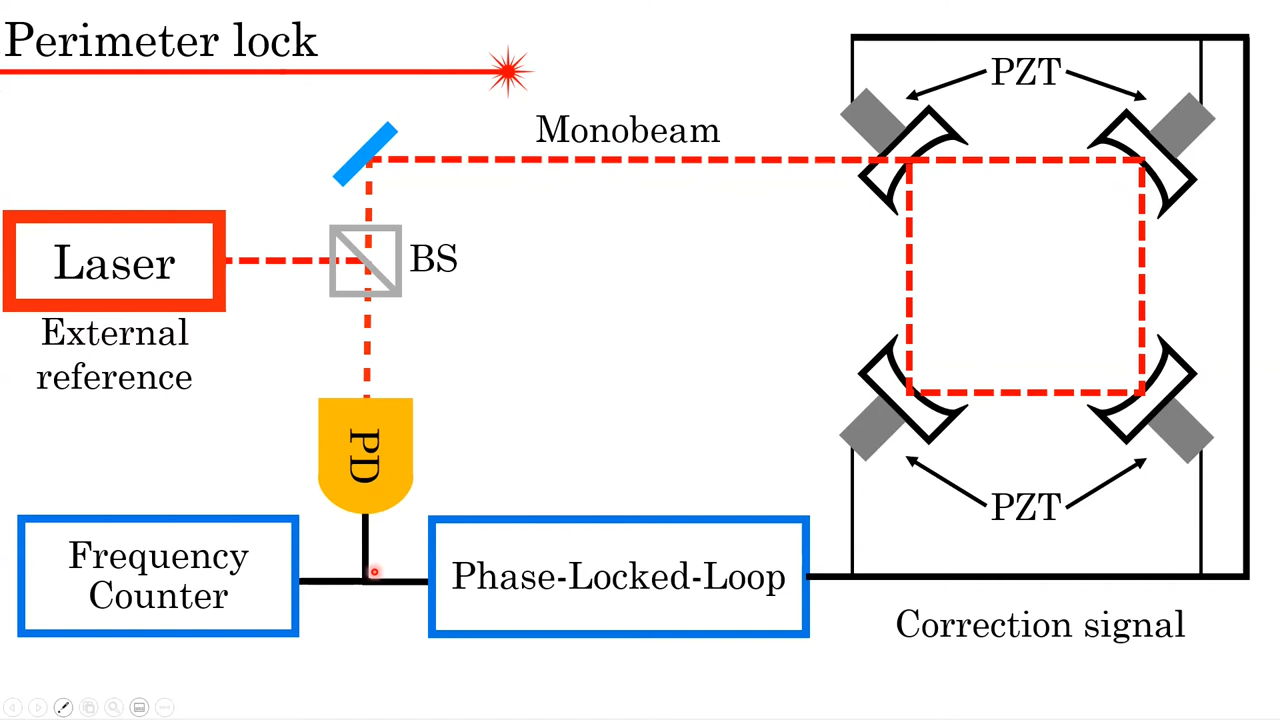 Perimeter lock
PZT
Monobeam
Laser
BS
External
reference
PD
PZT
Frequency
Counter
Phase-Locked-Loop
Correction signal